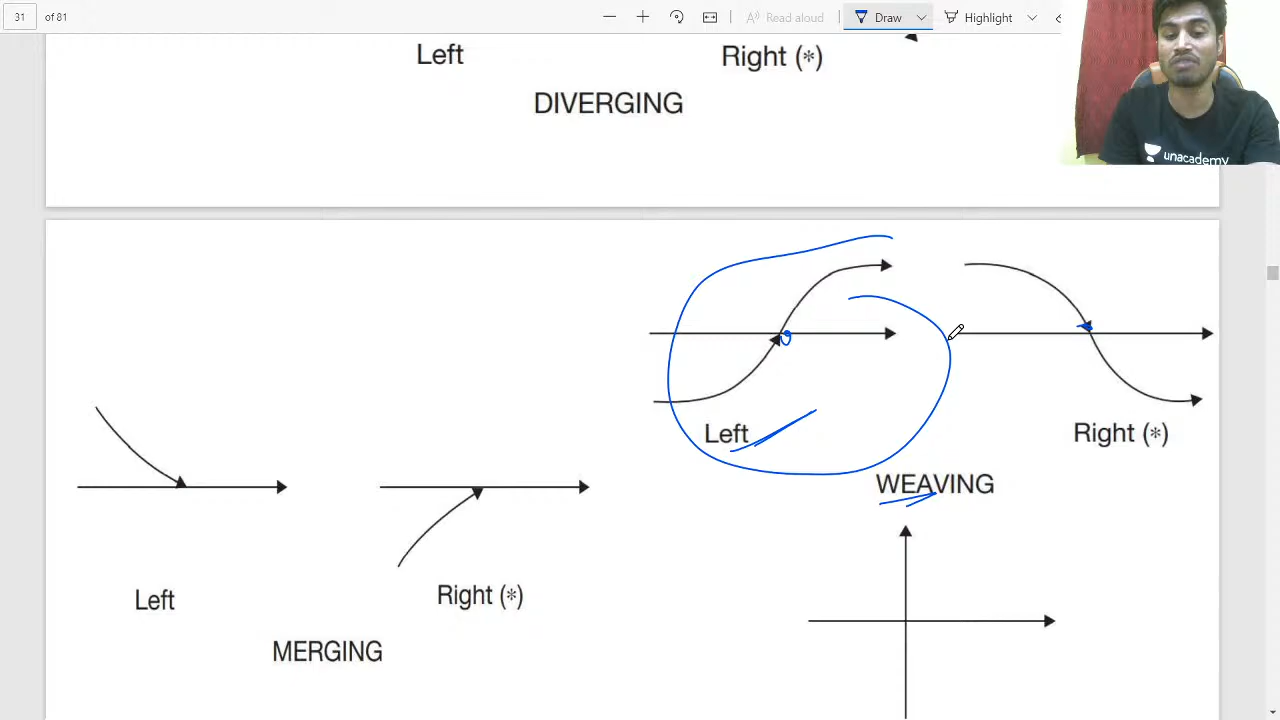 31 of 81
Read aloud Draw Highlight
Left Right (*)
DIVERGING
unacademy
Left Right (*)
WEAVING
Left Right (*)
MERGING